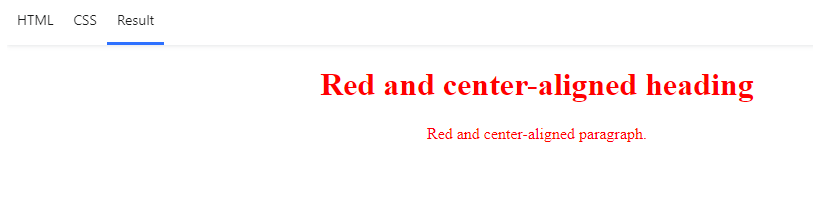 HTML CSS Result
Red and center-aligned heading
Red and center-aligned paragraph.